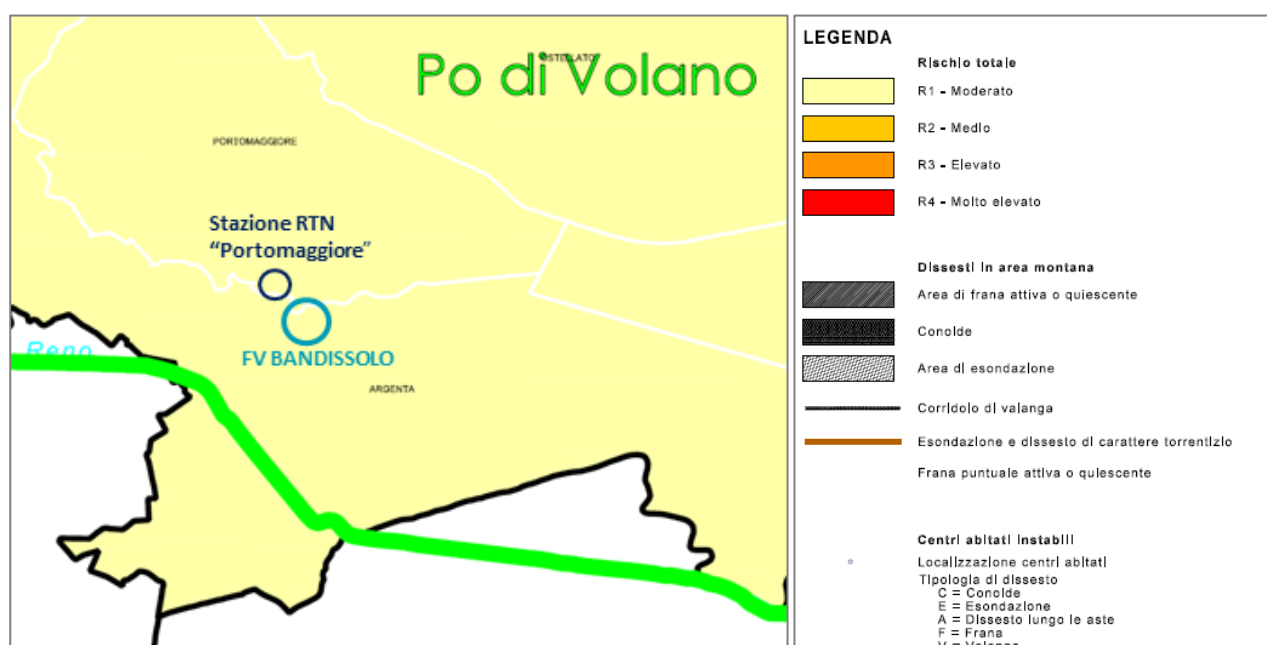 Po di Volano
OSTELLATO
PORTOMAGGIORE
Stazione RTN
“Portomaggiore”
FV BANDISSOLO
Reno
ARGENTA
LEGENDA
Rischio totale
R1 - Moderato
R2 - Medio
R3 - Elevato
R4 - Molto elevato
Dissesti in area montana
Area di frana attiva o quiescente
Conoide
Area di esondazione
Corridoio di valanga
Esondazione e dissesto di carattere torrentizio
Frana puntuale attiva o quiescente
Centri abitati instabili
Localizzazione centri abitati
Tipologia di dissesto
C = Conoide
E = Esondazione
A = Dissesto lungo le aste
F = Frana
V = Valanga